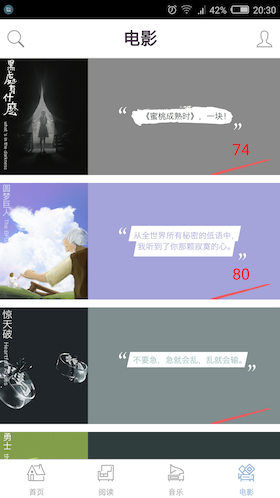 42% 20:30
电影
黑处有什么
what's in the darkness
《蜜桃成熟时》，一块！
74
圆梦巨人
从全世界所有秘密的低语中，
我听到了你那颗寂寞的心。
80
惊天破
不要急，急就会乱，乱就会输。
勇士
首页
阅读
音乐
电影